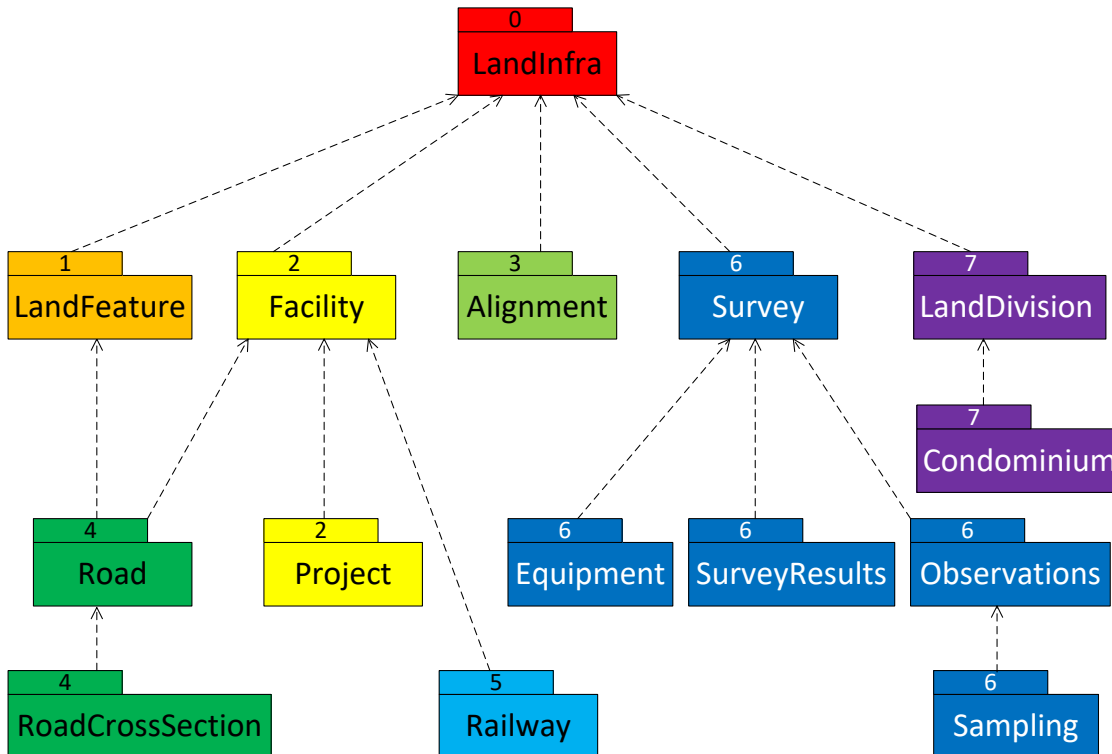 0
LandInfra
1
LandFeature
2
Facility
3
Alignment
6
Survey
7
LandDivision
7
Condominium
4
Road
2
Project
6
Equipment
6
SurveyResults
6
Observations
4
RoadCrossSection
5
Railway
6
Sampling